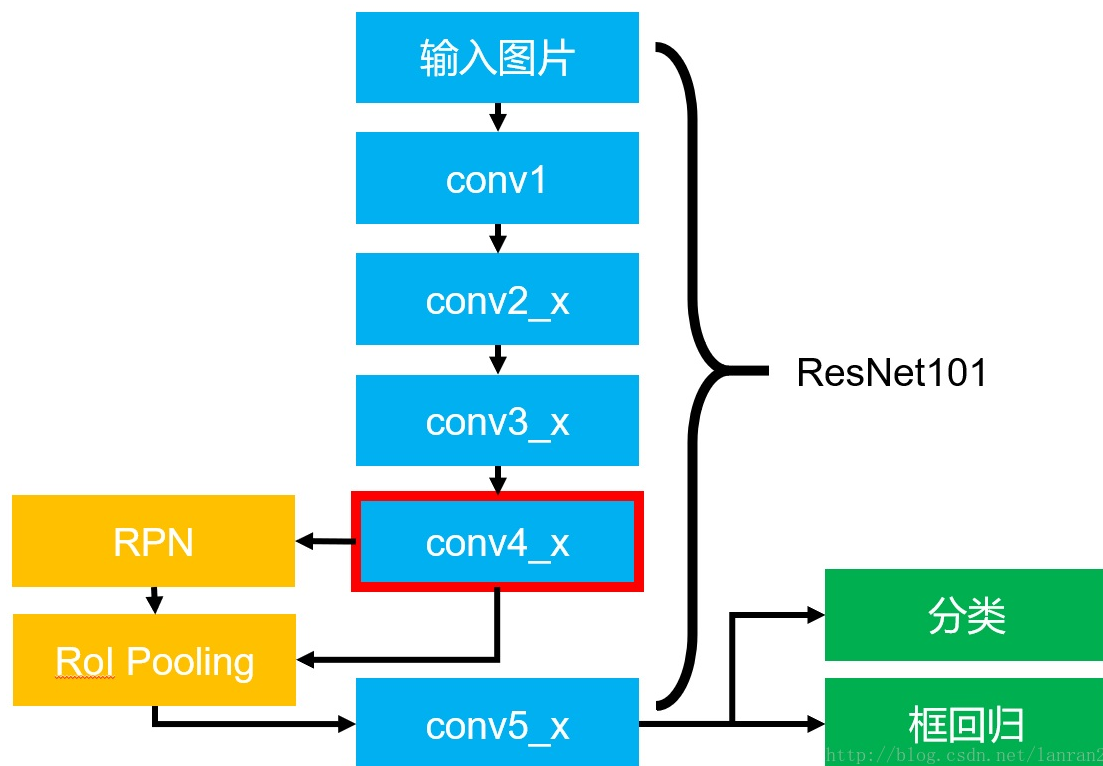 输入图片
conv1
conv2_x
conv3_x
ResNet101
RPN
conv4_x
RoI Pooling
conv5_x
分类
框回归
http://blog.csdn.net/lanran2